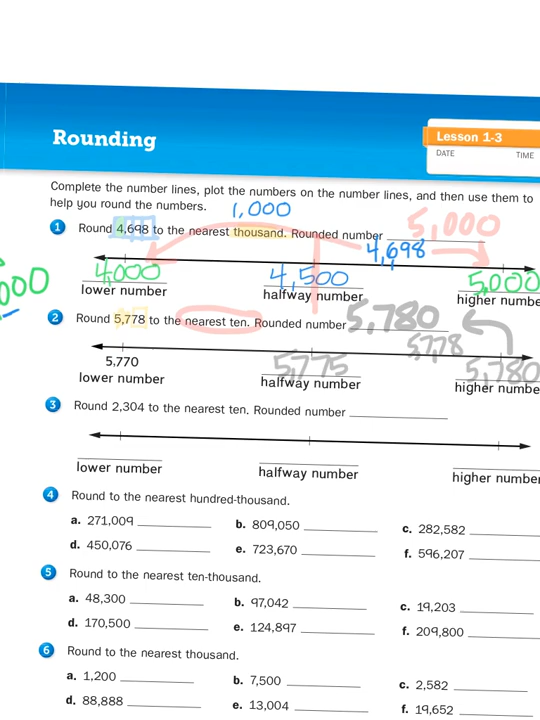 Rounding
Lesson 1-3
DATE TIME
Complete the number lines, plot the numbers on the number lines, and then use them to
help you round the numbers.
1,000
1 Round 4,698 to the nearest thousand. Rounded number 5,000
4,698
4,000 4,500 5,000
lower number halfway number higher numbe
2 Round 5,778 to the nearest ten. Rounded number 5,780
5,778
5,770 5,775 5,780
lower number halfway number higher numbe
3 Round 2,304 to the nearest ten. Rounded number
lower number halfway number higher number
4 Round to the nearest hundred-thousand.
a. 271,009 b. 809,050 c. 282,582
d. 450,076 e. 723,670 f. 596,207
5 Round to the nearest ten-thousand.
a. 48,300 b. 97,042 c. 19,203
d. 170,500 e. 124,897 f. 209,800
6 Round to the nearest thousand.
a. 1,200 b. 7,500 c. 2,582
d. 88,888 e. 13,004 f. 19,652